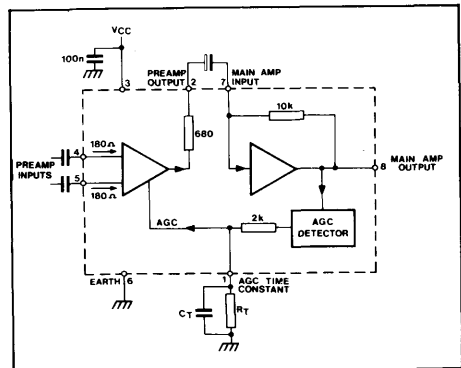 VCC
100n
3
PREAMP OUTPUT
2
MAIN AMP INPUT
7
10k
680
4
180Ω
PREAMP INPUTS
5
180Ω
8
MAIN AMP OUTPUT
AGC
2k
AGC DETECTOR
EARTH
6
1
AGC TIME CONSTANT
CT
RT